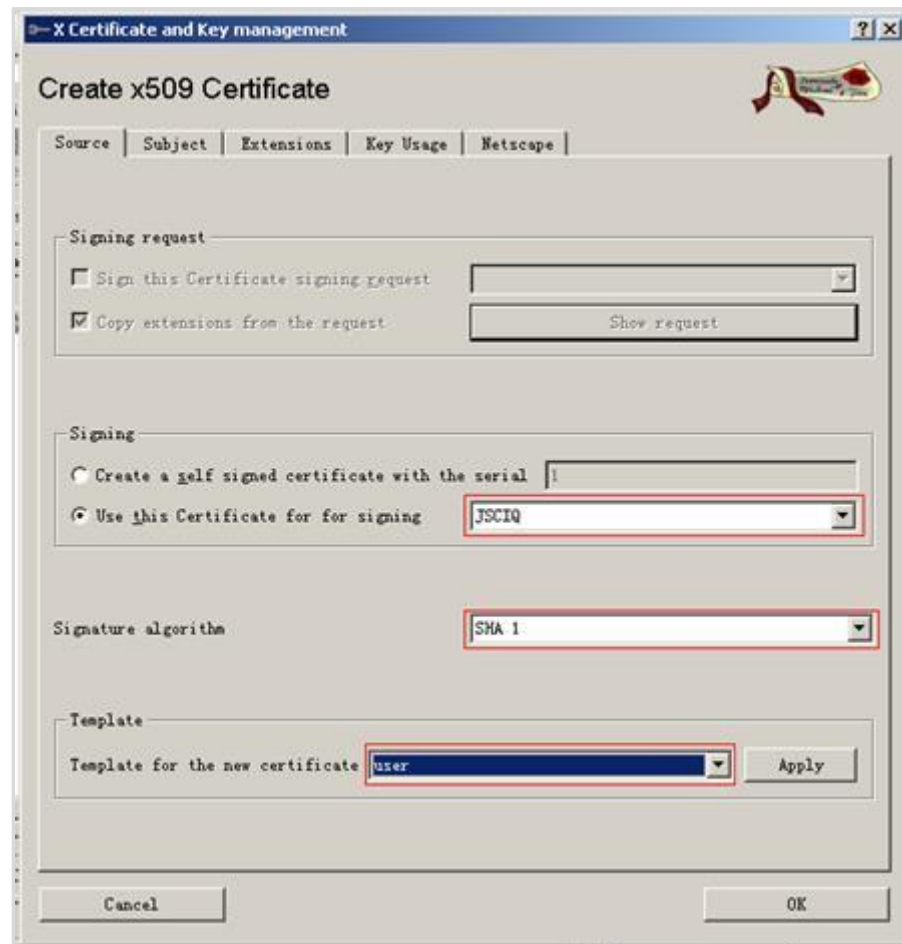 X Certificate and Key management
Create x509 Certificate
Source Subject Extensions Key Usage Netscape
Signing request
Sign this Certificate signing request
Copy extensions from the request Show request
Signing
Create a self signed certificate with the serial 1
Use this Certificate for for signing JSCIQ
Signature algorithm SHA 1
Template
Template for the new certificate user Apply
Cancel OK